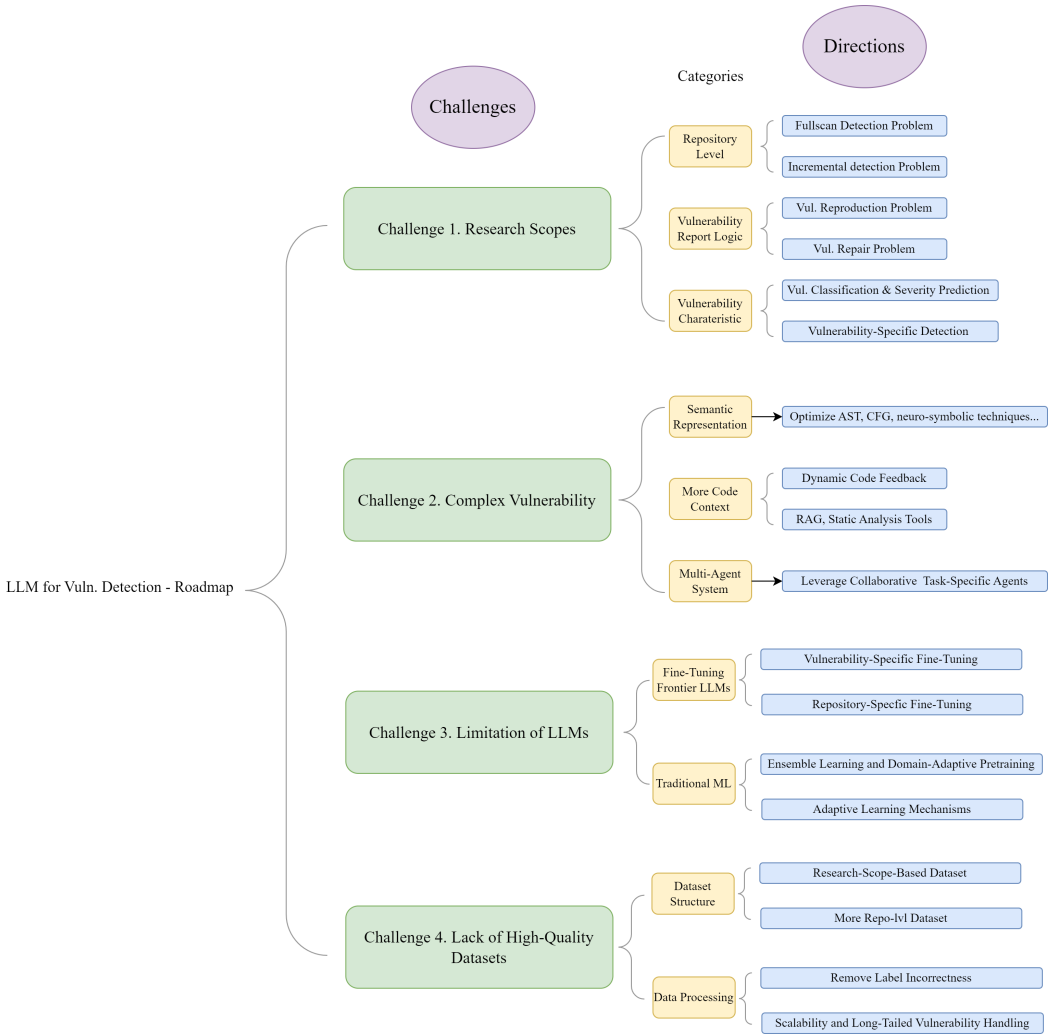 Directions
Categories
Challenges
Fullscan Detection Problem
Repository
Level
Incremental detection Problem
Vul. Reproduction Problem
Challenge 1. Research Scopes
Vulnerability
Report Logic
Vul. Repair Problem
Vul. Classification & Severity Prediction
Vulnerability
Charateristic
Vulnerability-Specific Detection
Semantic
Representation
Optimize AST, CFG, neuro-symbolic techniques...
Dynamic Code Feedback
Challenge 2. Complex Vulnerability
More Code
Context
RAG, Static Analysis Tools
Multi-Agent
System
Leverage Collaborative  Task-Specific Agents
LLM for Vuln. Detection - Roadmap
Vulnerability-Specific Fine-Tuning
Fine-Tuning
Frontier LLMs
Repository-Specfic Fine-Tuning
Challenge 3. Limitation of LLMs
Ensemble Learning and Domain-Adaptive Pretraining
Traditional ML
Adaptive Learning Mechanisms
Research-Scope-Based Dataset
Dataset
Structure
More Repo-lvl Dataset
Challenge 4. Lack of High-Quality
Datasets
Remove Label Incorrectness
Data Processing
Scalability and Long-Tailed Vulnerability Handling